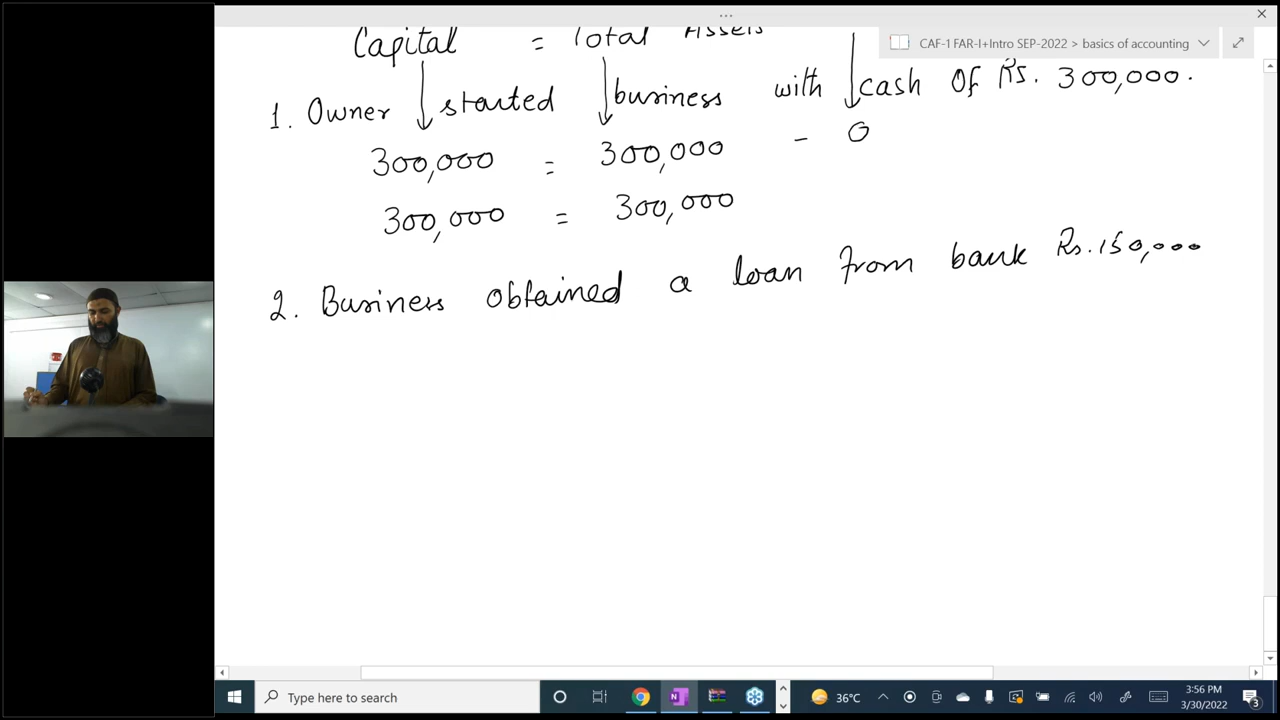 Capital = Total Assets
CAF-1 FAR-I+Intro SEP-2022 > basics of accounting
1. Owner started business with cash of Rs. 300,000.
300,000 = 300,000 - 0
300,000 = 300,000
2. Business obtained a loan from bank Rs.150,000
Type here to search
36°C
3:56 PM
3/30/2022
3